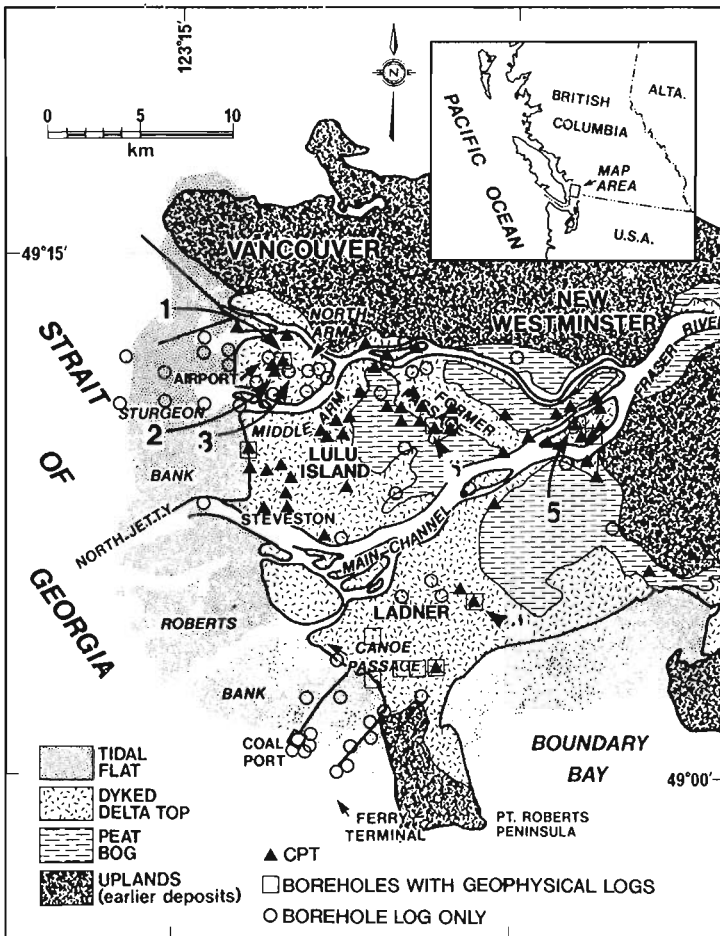 123°15'
N
0 5 10
km
PACIFIC OCEAN
BRITISH
COLUMBIA
ALTA.
MAP
AREA
U.S.A.
49°15'
VANCOUVER
NEW
WESTMINSTER
FRASER RIVER
1
NORTH
ARM
STRAIT OF GEORGIA
AIRPORT
STURGEON
BANK
2
3
MIDDLE ARM
FORMER
LULU
ISLAND
5
NORTH JETTY
STEVESTON
MAIN CHANNEL
LADNER
ROBERTS
BANK
CANOE
PASSAGE
COAL
PORT
BOUNDARY
BAY
49°00'
FERRY
TERMINAL
PT. ROBERTS
PENINSULA
TIDAL
FLAT
DYKED
DELTA TOP
PEAT
BOG
UPLANDS
(earlier deposits)
CPT
BOREHOLES WITH GEOPHYSICAL LOGS
BOREHOLE LOG ONLY